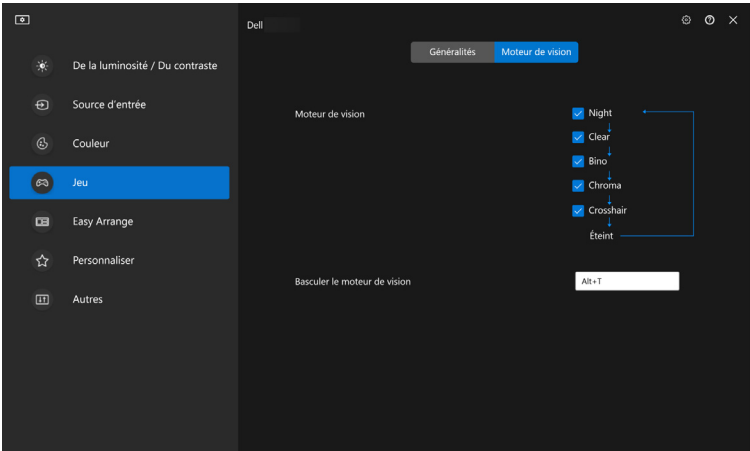 Dell
Généralités
Moteur de vision
De la luminosité / Du contraste
Source d'entrée
Couleur
Jeu
Easy Arrange
Personnaliser
Autres
Moteur de vision
Night
Clear
Bino
Chroma
Crosshair
Éteint
Basculer le moteur de vision
Alt+T